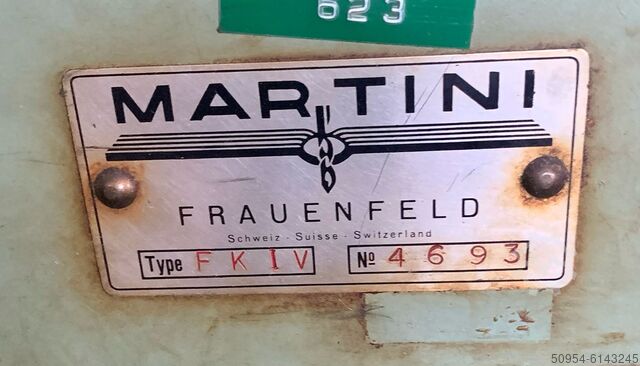 623
MARTINI
FRAUENFELD
Schweiz - Suisse - Switzerland
Type FKIV Nº 4693
50954-6143245